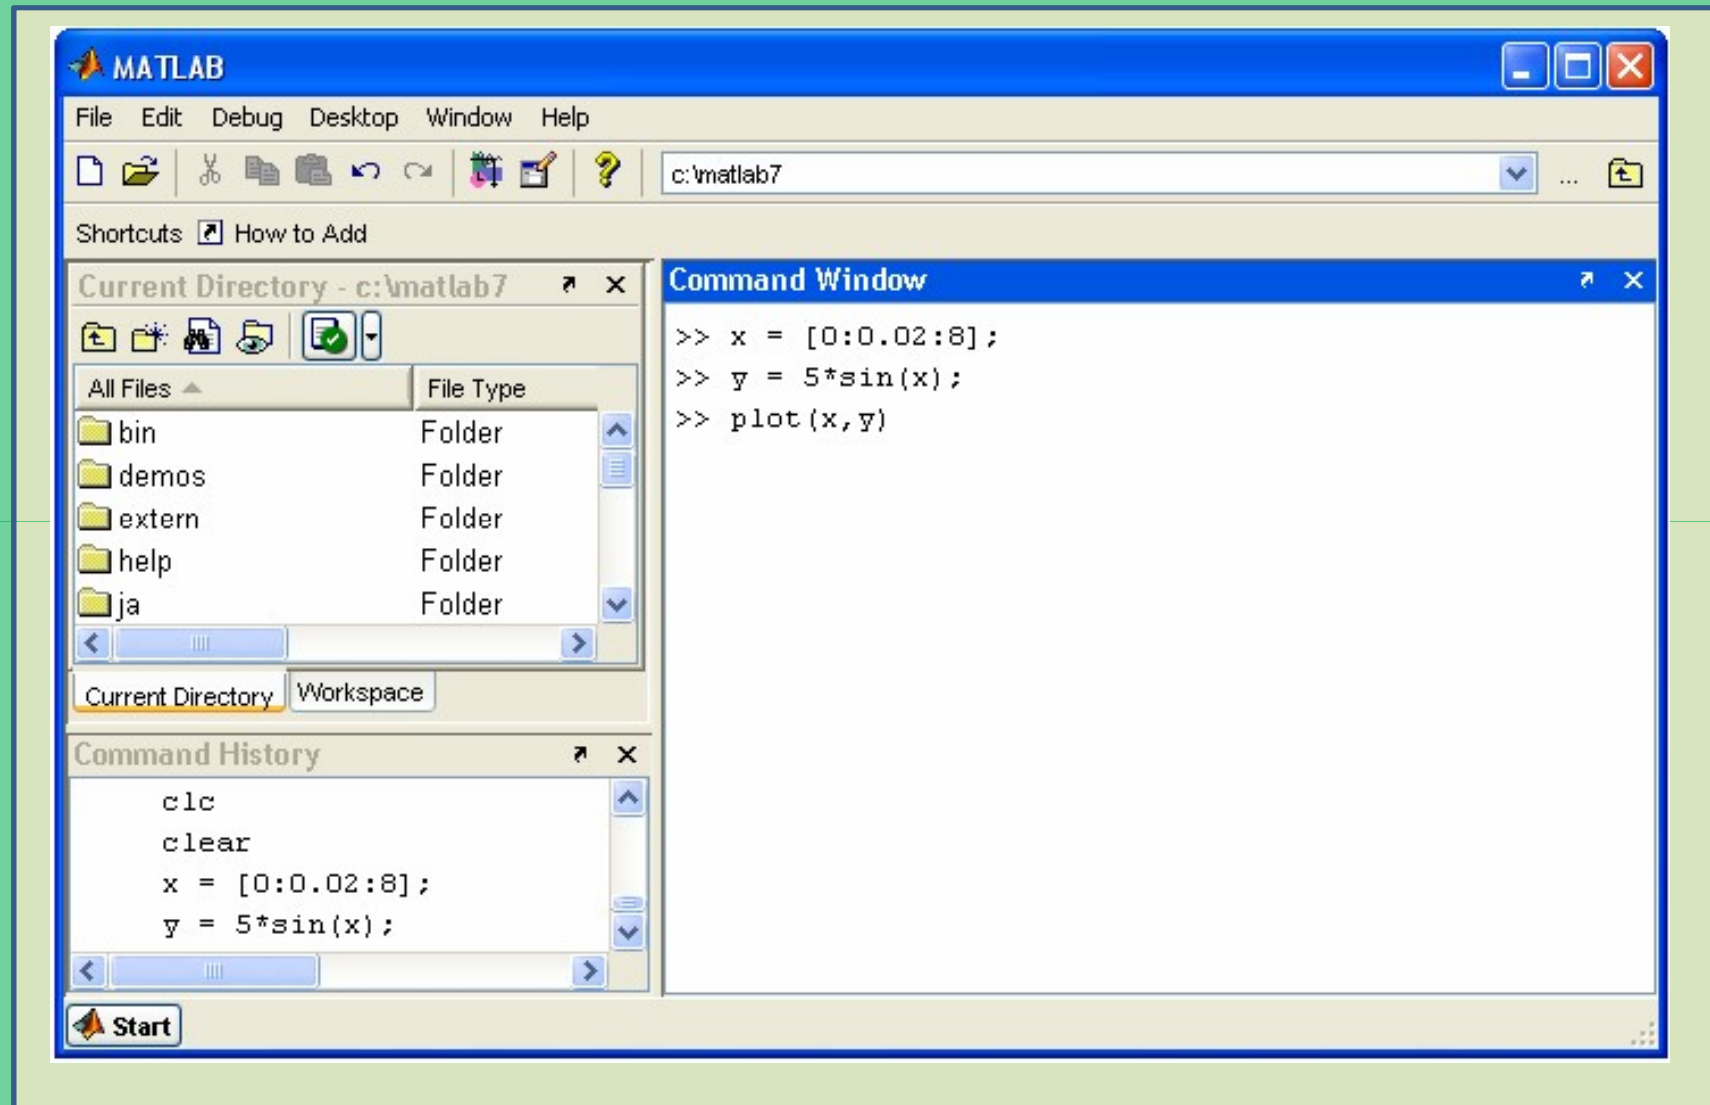 MATLAB
File Edit Debug Desktop Window Help
c:\matlab7
...
Shortcuts How to Add
Current Directory - c:\matlab7
All Files File Type
bin Folder
demos Folder
extern Folder
help Folder
ja Folder
Current Directory Workspace
Command History
clc
clear
x = [0:0.02:8];
y = 5*sin(x);
Command Window
>> x = [0:0.02:8];
>> y = 5*sin(x);
>> plot(x,y)
Start